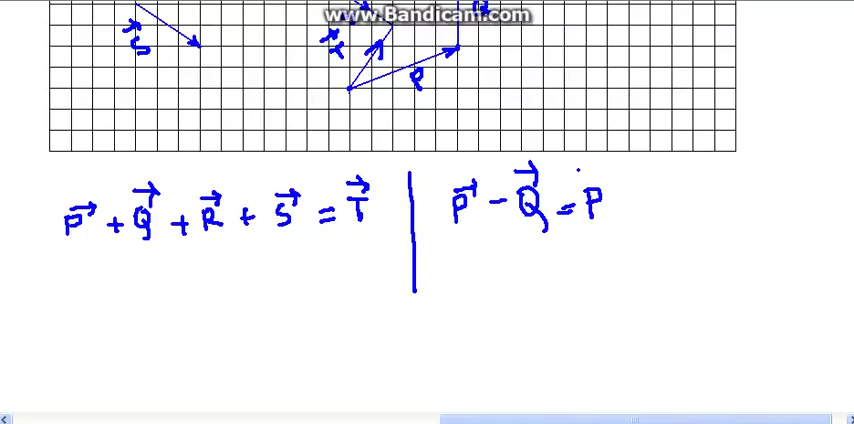 www.Bandicam.com
S⃗
P
P⃗ + Q⃗ + R⃗ + S⃗ = T⃗
P⃗ - Q⃗ = P